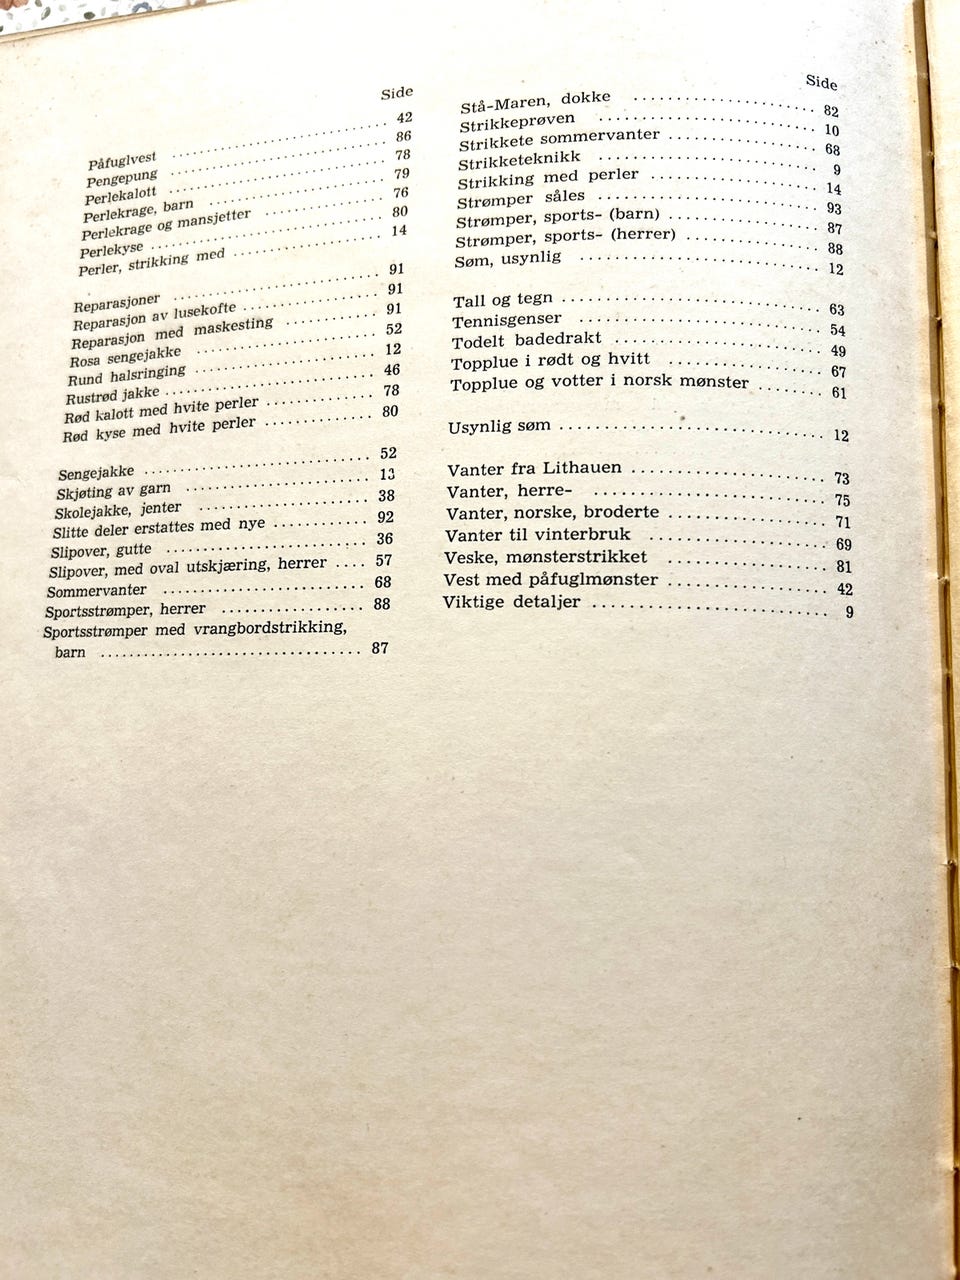 Side
Påfuglvest ........ 42
Pengepung ........ 86
Perlekalott ........ 78
Perlekrage, barn ........ 79
Perlekrage og mansjetter ........ 76
Perlekyse ........ 80
Perler, strikking med ........ 14
Reparasjoner ........ 91
Reparasjon av lusekofte ........ 91
Reparasjon med maskesting ........ 91
Rosa sengejakke ........ 52
Rund halsringing ........ 12
Rustrød jakke ........ 46
Rød kalott med hvite perler ........ 78
Rød kyse med hvite perler ........ 80
Sengejakke ........ 52
Skjøting av garn ........ 13
Skolejakke, jenter ........ 38
Slitte deler erstattes med nye ........ 92
Slipover, gutte ........ 36
Slipover, med oval utskjæring, herrer .... 57
Sommervanter ........ 68
Sportsstrømper, herrer ........ 88
Sportsstrømper med vrangbordstrikking,
barn ........ 87
Side
Stå-Maren, dokke ........ 82
Strikkeprøven ........ 10
Strikkete sommervanter ........ 68
Strikketeknikk ........ 9
Strikking med perler ........ 14
Strømper såles ........ 93
Strømper, sports- (barn) ........ 87
Strømper, sports- (herrer) ........ 88
Søm, usynlig ........ 12
Tall og tegn ........ 63
Tennisgenser ........ 54
Todelt badedrakt ........ 49
Topplue i rødt og hvitt ........ 67
Topplue og votter i norsk mønster ...... 61
Usynlig søm ........ 12
Vanter fra Lithauen ........ 73
Vanter, herre- ........ 75
Vanter, norske, broderte ........ 71
Vanter til vinterbruk ........ 69
Veske, mønsterstrikket ........ 81
Vest med påfuglmønster ........ 42
Viktige detaljer ........ 9